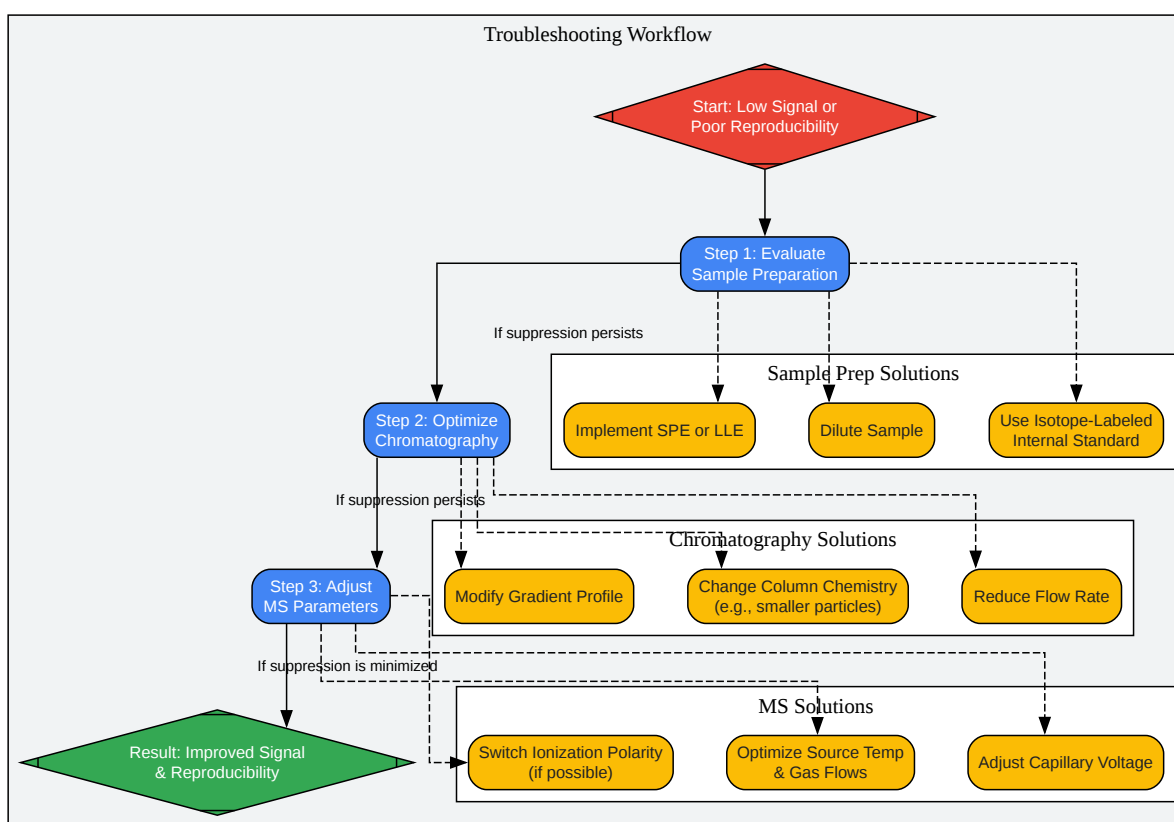 Troubleshooting Workflow
Start: Low Signal or
Poor Reproducibility
Step 1: Evaluate
Sample Preparation
If suppression persists
Sample Prep Solutions
Step 2: Optimize
Chromatography
Implement SPE or LLE
Dilute Sample
Use Isotope-Labeled
Internal Standard
If suppression persists
Chromatography Solutions
Step 3: Adjust
MS Parameters
Modify Gradient Profile
Change Column Chemistry
(e.g., smaller particles)
Reduce Flow Rate
If suppression is minimized
MS Solutions
Result: Improved Signal
& Reproducibility
Switch Ionization Polarity
(if possible)
Optimize Source Temp
& Gas Flows
Adjust Capillary Voltage